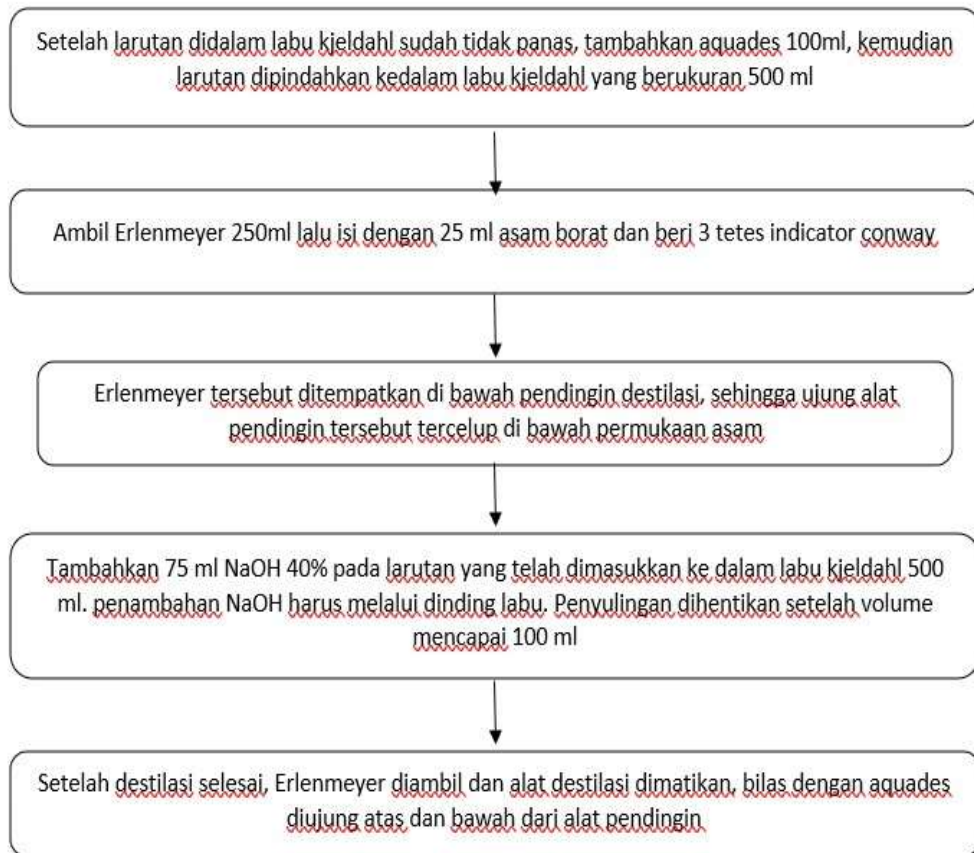 Setelah larutan didalam labu kjeldahl sudah tidak panas, tambahkan aquades 100ml, kemudian
larutan dipindahkan kedalam labu kjeldahl yang berukuran 500 ml
Ambil Erlenmeyer 250ml lalu isi dengan 25 ml asam borat dan beri 3 tetes indicator conway
Erlenmeyer tersebut ditempatkan di bawah pendingin destilasi, sehingga ujung alat
pendingin tersebut tercelup di bawah permukaan asam
Tambahkan 75 ml NaOH 40% pada larutan yang telah dimasukkan ke dalam labu kjeldahl 500
ml. penambahan NaOH harus melalui dinding labu. Penyulingan dihentikan setelah volume
mencapai 100 ml
Setelah destilasi selesai, Erlenmeyer diambil dan alat destilasi dimatikan, bilas dengan aquades
diujung atas dan bawah dari alat pendingin